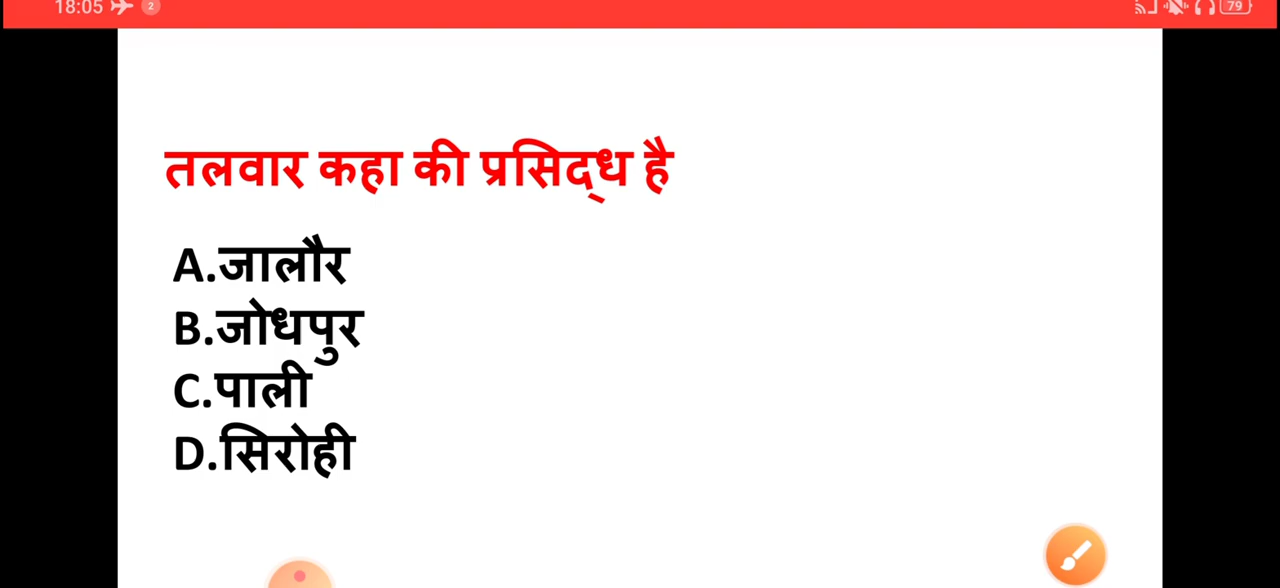 18:05 2 79
तलवार कहा की प्रसिद्ध है
A.जालौर
B.जोधपुर
C.पाली
D.सिरोही